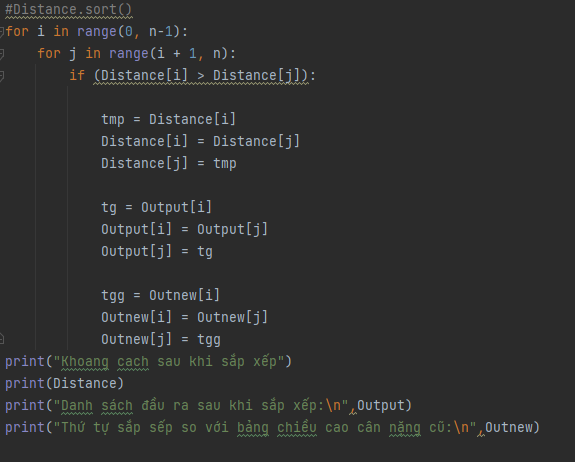 #Distance.sort()
for i in range(0, n-1):
    for j in range(i + 1, n):
        if (Distance[i] > Distance[j]):
            tmp = Distance[i]
            Distance[i] = Distance[j]
            Distance[j] = tmp
            tg = Output[i]
            Output[i] = Output[j]
            Output[j] = tg
            tgg = Outnew[i]
            Outnew[i] = Outnew[j]
            Outnew[j] = tgg
print("Khoang cach sau khi sắp xếp")
print(Distance)
print("Danh sách đầu ra sau khi sắp xếp:\n",Output)
print("Thứ tự sắp sếp so với bảng chiều cao cân nặng cũ:\n",Outnew)